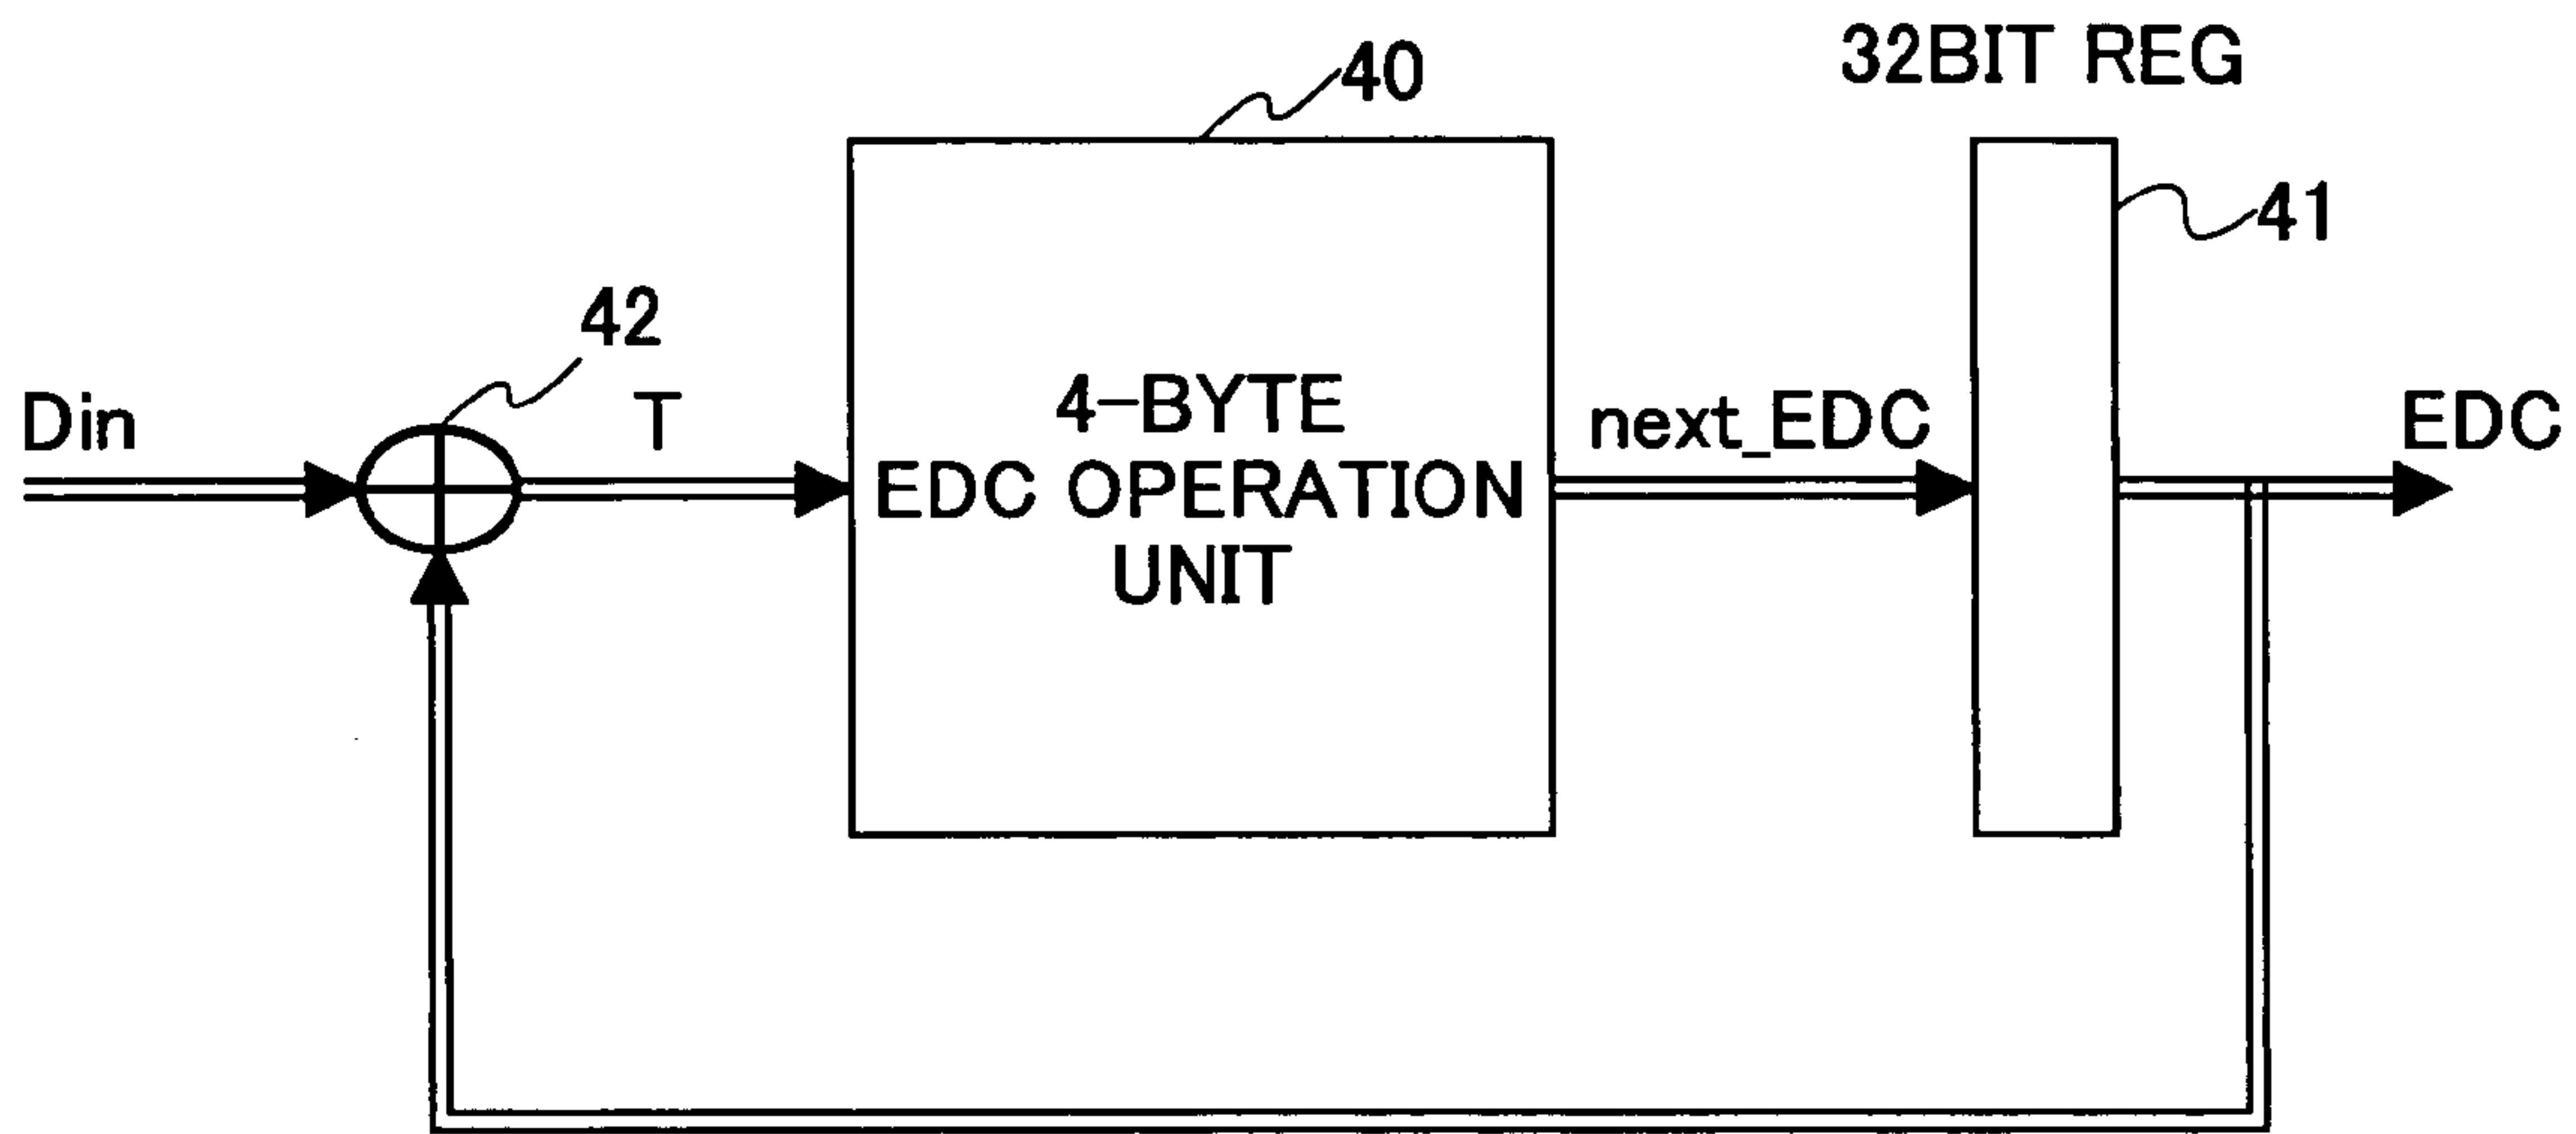 32BIT REG
40
41
42
Din
T
4-BYTE
EDC OPERATION
UNIT
next_EDC
EDC